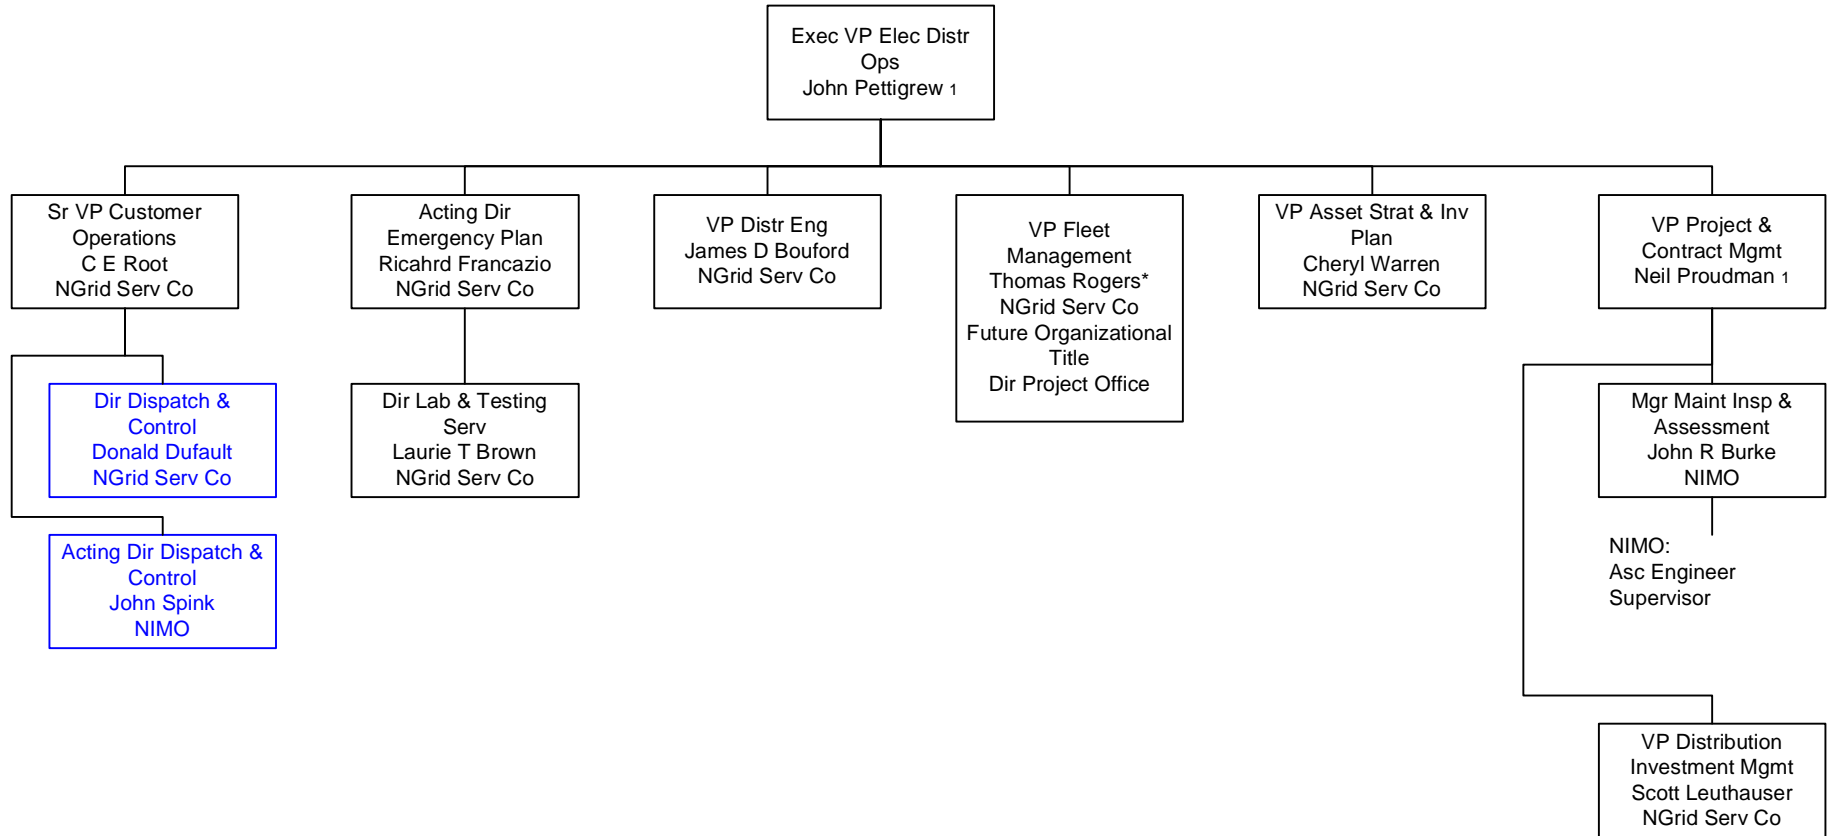 Exec VP Elec Distr
Ops
John Pettigrew 1
Sr VP Customer
Operations
C E Root
NGrid Serv Co
Acting Dir
Emergency Plan
Ricahrd Francazio
NGrid Serv Co
VP Distr Eng
James D Bouford
NGrid Serv Co
VP Fleet
Management
Thomas Rogers*
NGrid Serv Co
Future Organizational
Title
Dir Project Office
VP Asset Strat & Inv
Plan
Cheryl Warren
NGrid Serv Co
VP Project &
Contract Mgmt
Neil Proudman 1
Dir Dispatch &
Control
Donald Dufault
NGrid Serv Co
Dir Lab & Testing
Serv
Laurie T Brown
NGrid Serv Co
Mgr Maint Insp &
Assessment
John R Burke
NIMO
Acting Dir Dispatch &
Control
John Spink
NIMO
NIMO:
Asc Engineer
Supervisor
VP Distribution
Investment Mgmt
Scott Leuthauser
NGrid Serv Co